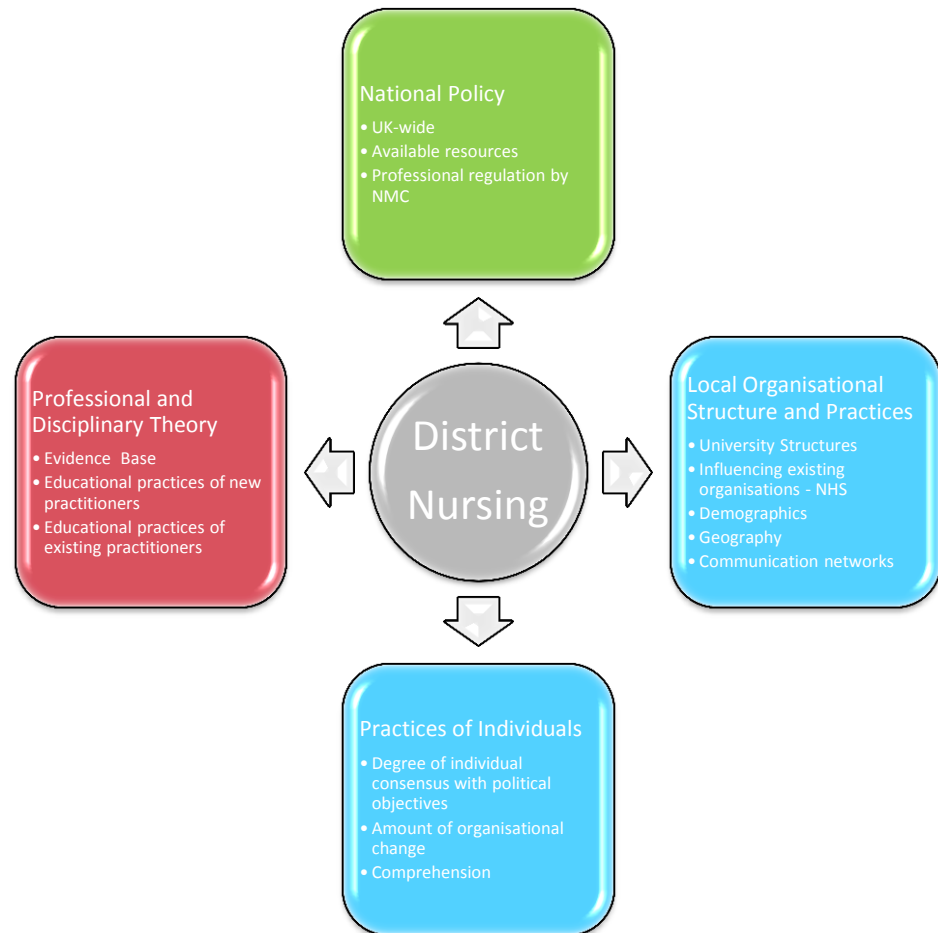 National Policy
• UK-wide
• Available resources
• Professional regulation by
NMC
Professional and
Disciplinary Theory
• Evidence Base
• Educational practices of new
practitioners
• Educational practices of
existing practitioners
District
Nursing
Local Organisational
Structure and Practices
• University Structures
• Influencing existing
organisations - NHS
• Demographics
• Geography
• Communication networks
Practices of Individuals
• Degree of individual
consensus with political
objectives
• Amount of organisational
change
• Comprehension